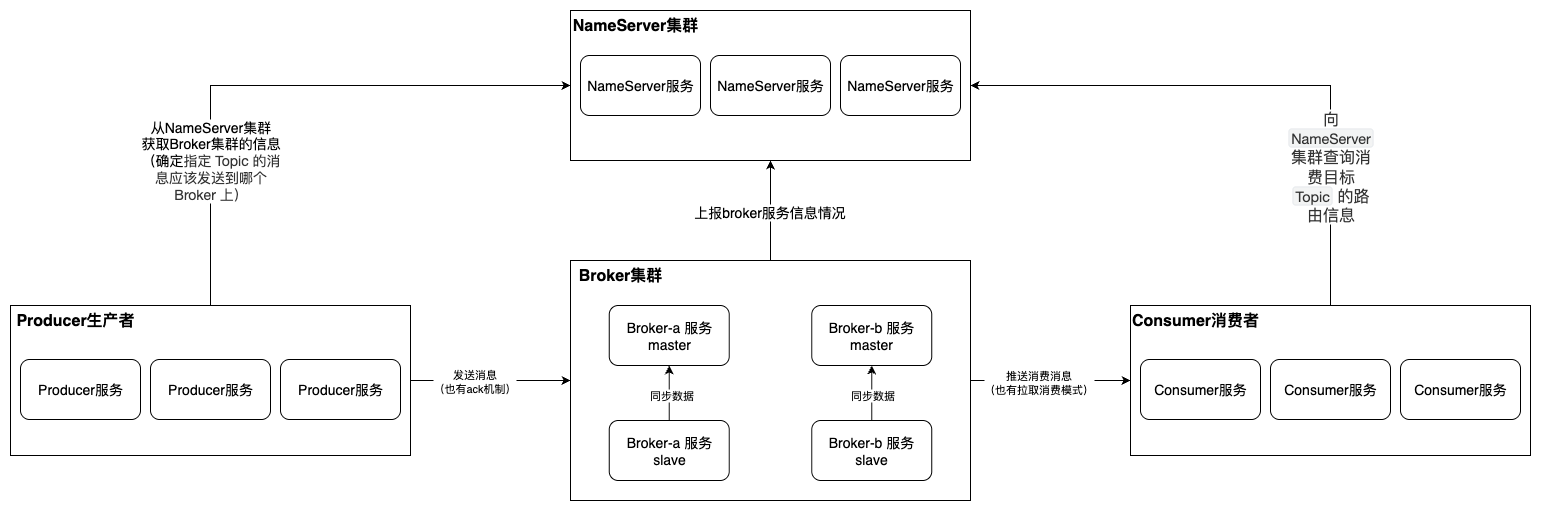 NameServer集群
NameServer服务
NameServer服务
NameServer服务
从NameServer集群
获取Broker集群的信息
（确定指定 Topic 的消
息应该发送到哪个
Broker 上）
向
NameServer
集群查询消
费目标
Topic 的路
由信息
上报broker服务信息情况
Producer生产者
Producer服务
Producer服务
Producer服务
发送消息
（也有ack机制）
Broker集群
Broker-a 服务
master
Broker-b 服务
master
同步数据
同步数据
Broker-a 服务
slave
Broker-b 服务
slave
推送消费消息
（也有拉取消费模式）
Consumer消费者
Consumer服务
Consumer服务
Consumer服务